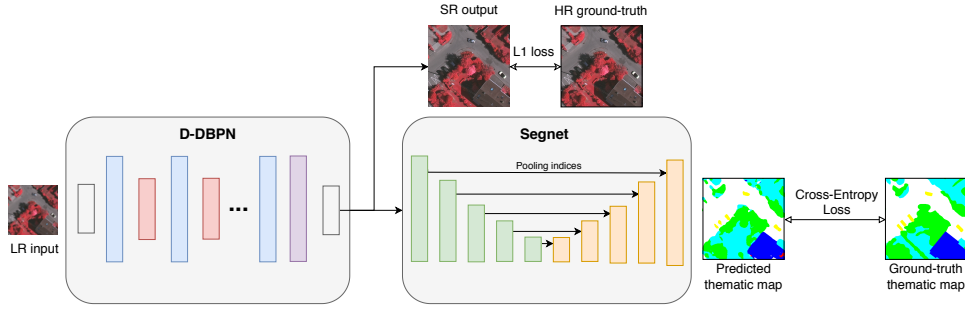 SR output
HR ground-truth
L1 loss
D-DBPN
Segnet
Pooling indices
...
LR input
Cross-Entropy
Loss
Predicted
thematic map
Ground-truth
thematic map